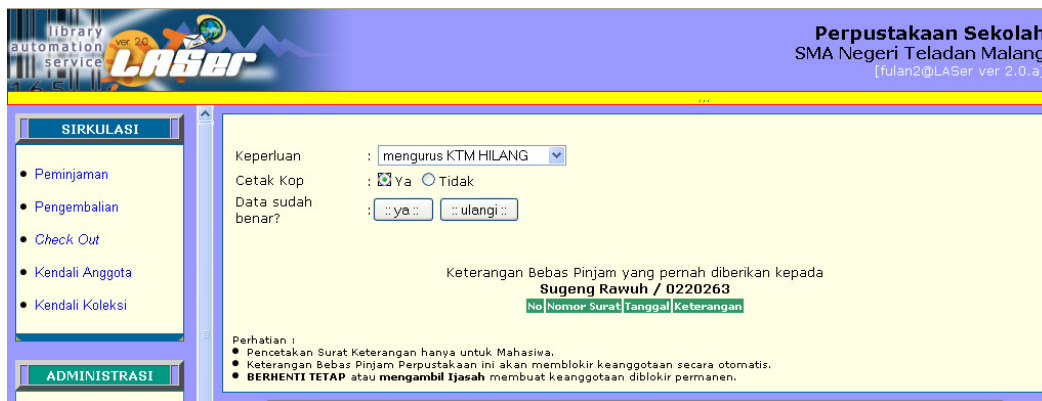 library
automation
service
ver. 2.0
LASer
165
Perpustakaan Sekolah
SMA Negeri Teladan Malang
[fulan2@LASer ver 2.0.a]
...
SIRKULASI
Peminjaman
Pengembalian
Check Out
Kendali Anggota
Kendali Koleksi
ADMINISTRASI
Keperluan : mengurus KTM HILANG
Cetak Kop : Ya Tidak
Data sudah benar? : :: ya :: :: ulangi ::
Keterangan Bebas Pinjam yang pernah diberikan kepada
Sugeng Rawuh / 0220263
No Nomor Surat Tanggal Keterangan
Perhatian :
Pencetakan Surat Keterangan hanya untuk Mahasiwa.
Keterangan Bebas Pinjam Perpustakaan ini akan memblokir keanggotaan secara otomatis.
BERHENTI TETAP atau mengambil Ijasah membuat keanggotaan diblokir permanen.